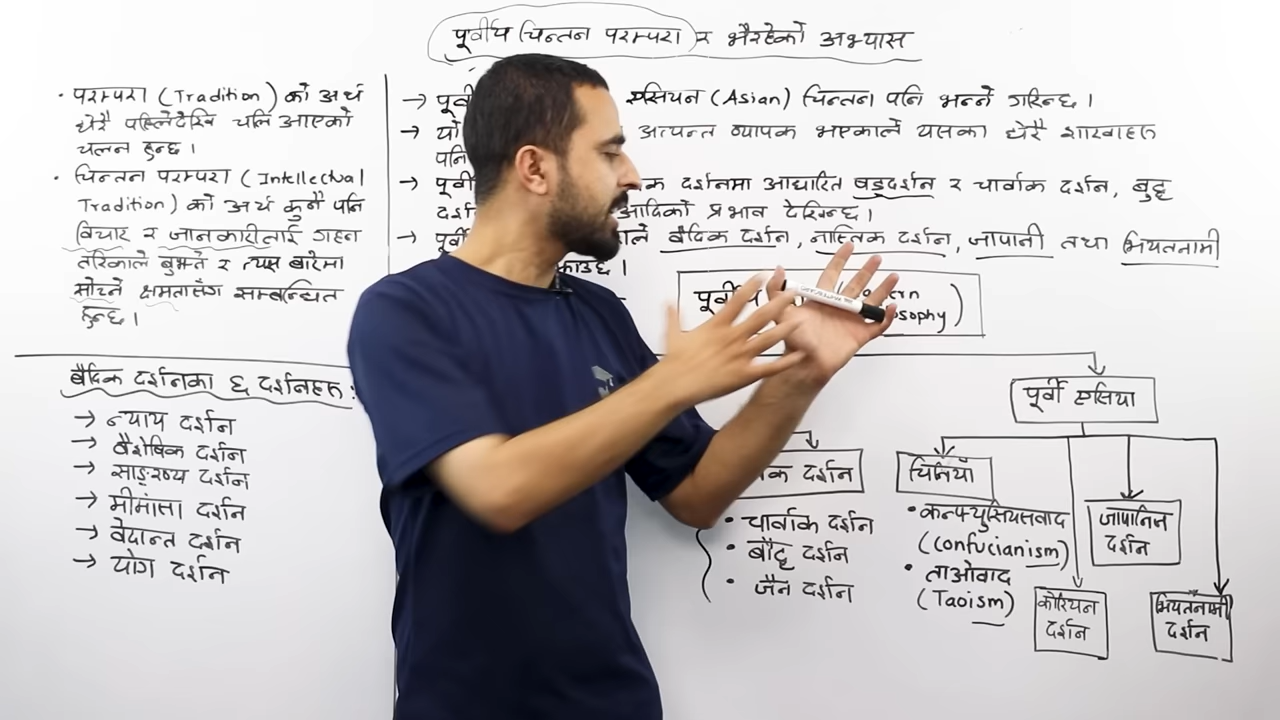 पूर्वीय चिन्तन परम्परा र भैरहेको अभ्यास
• परम्परा (Tradition) को अर्थ
धेरै पहिलेदेखि चलि आएको
चलन हुन्छ ।
• चिन्तन परम्परा (Intellectual
Tradition) को अर्थ कुनै पनि
विचार र जानकारीलाई गहन
तरिकाले बुझ्ने र त्यस बारेमा
सोच्ने क्षमतासँग सम्बन्धित
हुन्छ ।
→ एसियन (Asian) चिन्तन पनि भन्ने गरिन्छ ।
→ यो अत्यन्त व्यापक भएकाले यसका धेरै शाखाहरू
पनि
→ दर्शनमा आधारित षड्दर्शन र चार्वाक दर्शन, बुद्ध
आदिको प्रभाव देखिन्छ ।
→ वैदिक दर्शन, नास्तिक दर्शन, जापानी तथा भियतनामी
पूर्वीय
वैदिक दर्शनका ६ दर्शनहरू :
→ न्याय दर्शन
→ वैशेषिक दर्शन
→ साङ्ख्य दर्शन
→ मीमांसा दर्शन
→ वेदान्त दर्शन
→ योग दर्शन
दर्शन
• चार्वाक दर्शन
• बौद्ध दर्शन
• जैन दर्शन
पूर्वी एसिया
चिनियाँ
• कन्फ्युसियसवाद
(Confucianism)
• ताओवाद
(Taoism)
कोरियन
दर्शन
जापानिज
दर्शन
भियतनामी
दर्शन